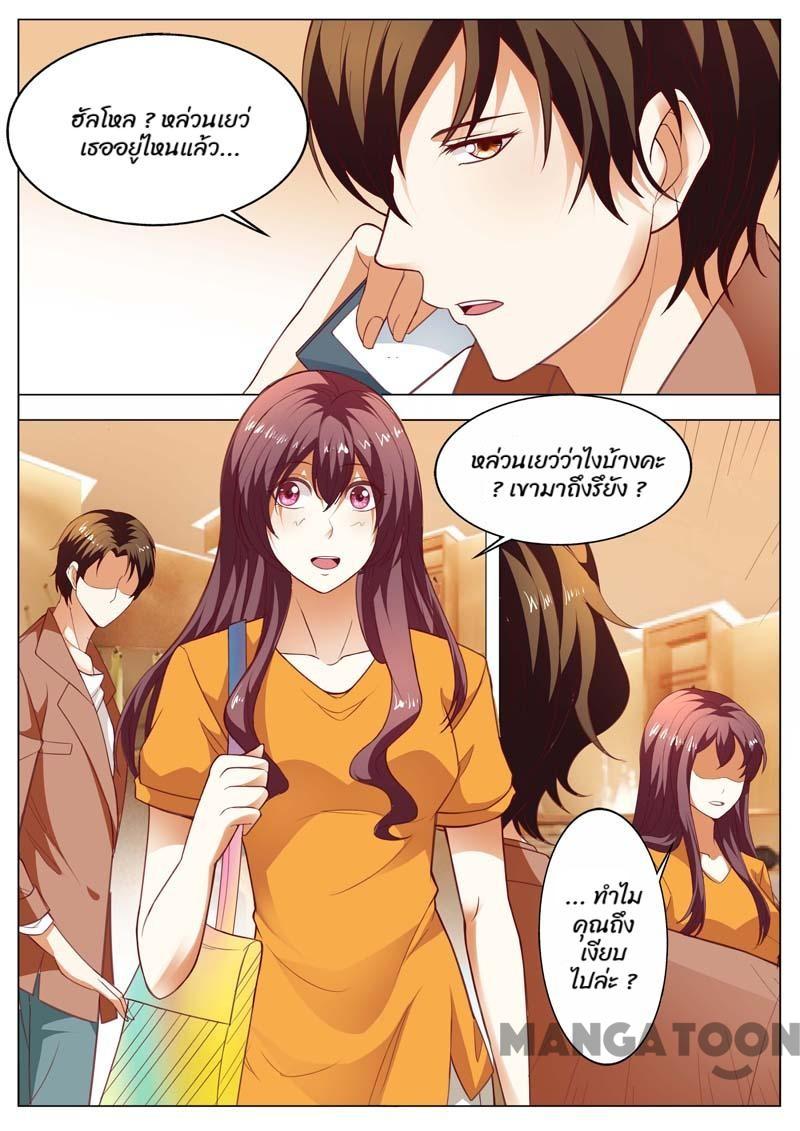 ฮัลโหล ? หล่วนเยว่
เธออยู่ไหนแล้ว...
หล่วนเยว่ว่าไงบ้างคะ
? เขามาถึงรึยัง ?
... ทำไม
คุณถึง
เงียบ
ไปล่ะ ?
MANGATOON